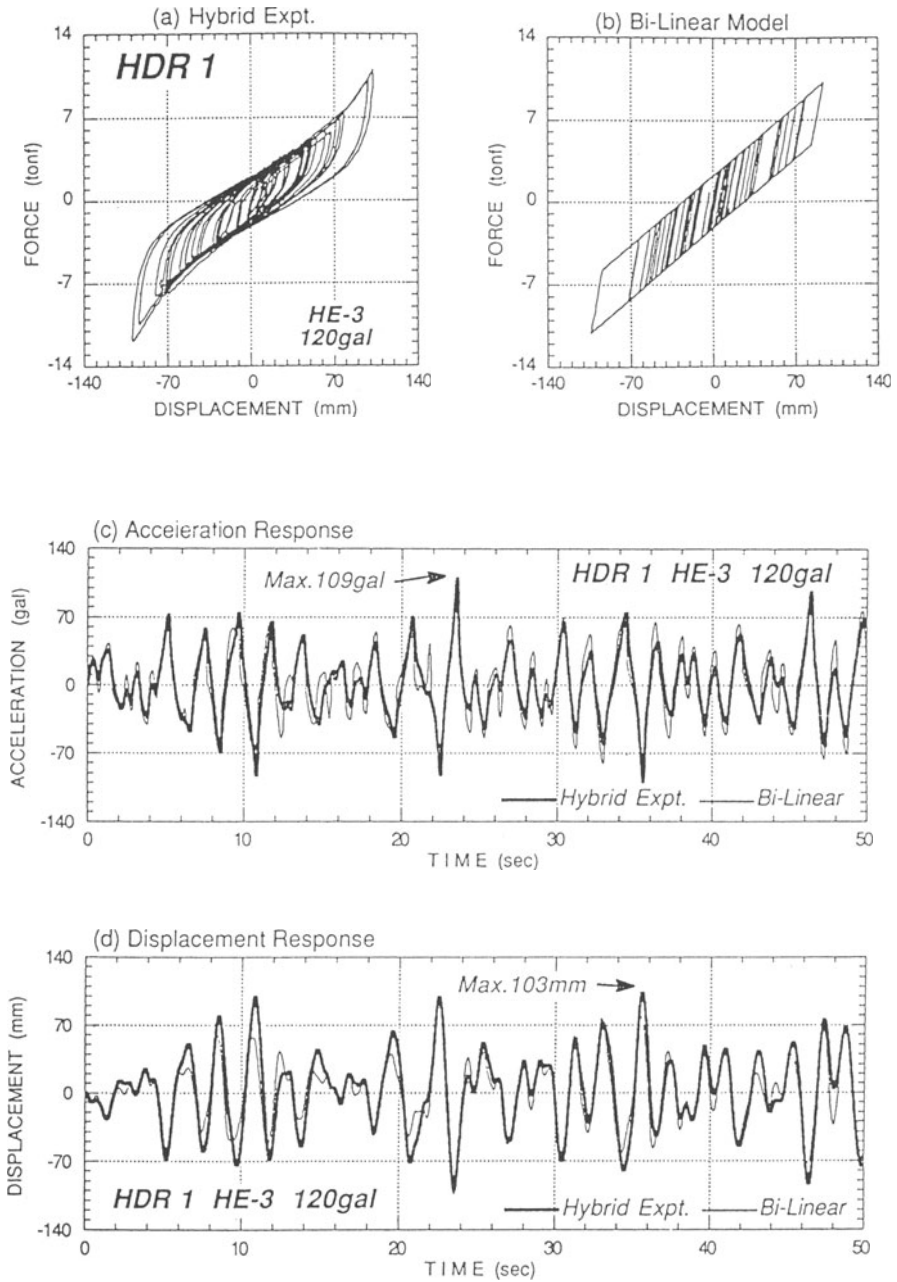 (a) Hybrid Expt.
(b) Bi-Linear Model
14
7
0
-7
-14
FORCE (tonf)
HDR 1
HE-3
120gal
-140
-70
0
70
140
DISPLACEMENT (mm)
14
7
0
-7
-14
FORCE (tonf)
-140
-70
0
70
140
DISPLACEMENT (mm)
(c) Acceleration Response
140
70
0
-70
-140
ACCELERATION (gal)
Max.109gal
HDR 1 HE-3 120gal
Hybrid Expt.
Bi-Linear
0
10
20
30
40
50
TIME (sec)
(d) Displacement Response
140
70
0
-70
-140
DISPLACEMENT (mm)
Max.103mm
HDR 1 HE-3 120gal
Hybrid Expt.
Bi-Linear
0
10
20
30
40
50
TIME (sec)